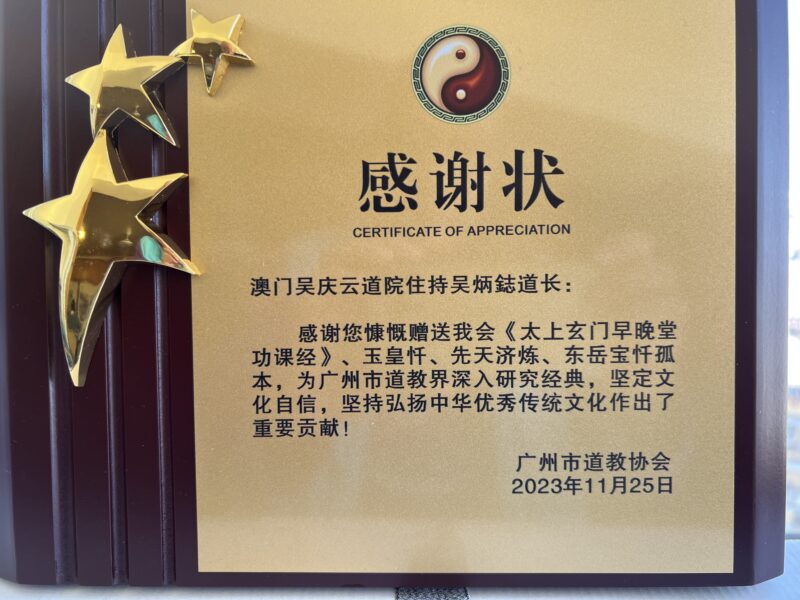 感谢状
CERTIFICATE OF APPRECIATION
澳门吴庆云道院住持吴炳鋕道长：
感谢您慷慨赠送我会《太上玄门早晚堂
功课经》、玉皇忏、先天济炼、东岳宝忏孤
本，为广州市道教界深入研究经典，坚定文
化自信，坚持弘扬中华优秀传统文化作出了
重要贡献！
广州市道教协会
2023年11月25日